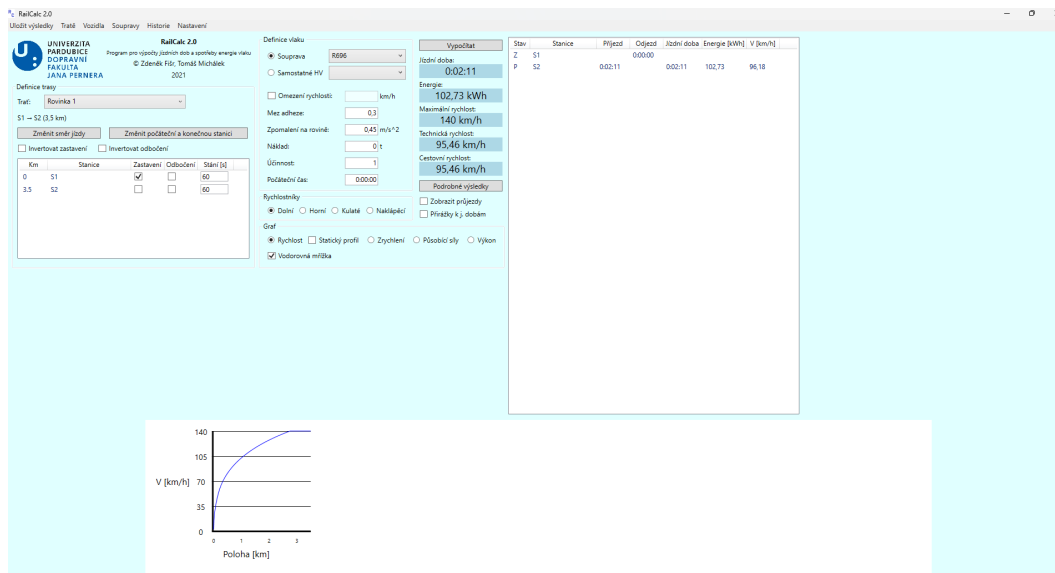 RailCalc 2.0
Uložit výsledky Tratě Vozidla Soupravy Historie Nastavení
UNIVERZITA
PARDUBICE
DOPRAVNÍ
FAKULTA
JANA PERNERA
RailCalc 2.0
Program pro výpočty jízdních dob a spotřeby energie vlaku
© Zdeněk Fišr, Tomáš Michálek
2021
Definice trasy
Trať: Rovinka 1
S1 → S2 (3,5 km)
Změnit směr jízdy Změnit počáteční a konečnou stanici
Invertovat zastavení Invertovat odbočení
Km Stanice Zastavení Odbočení Stání [s]
0 S1 60
3.5 S2 60
Definice vlaku
Souprava R696
Samostatné HV
Omezení rychlosti: km/h
Mez adheze: 0,3
Zpomalení na rovině: 0,45 m/s^2
Náklad: 0 t
Účinnost: 1
Počáteční čas: 0:00:00
Rychlostníky
Dolní Horní Kulaté Naklápěcí
Graf
Rychlost Statický profil Zrychlení Působící síly Výkon
Vodorovná mřížka
Vypočítat
Jízdní doba:
0:02:11
Energie:
102,73 kWh
Maximální rychlost:
140 km/h
Technická rychlost:
95,46 km/h
Cestovní rychlost:
95,46 km/h
Podrobné výsledky
Zobrazit průjezdy
Přirážky k j. dobám
Stav Stanice Příjezd Odjezd Jízdní doba Energie [kWh] V [km/h]
Z S1 0:00:00
P S2 0:02:11 0:02:11 102,73 96,18
140
105
V [km/h] 70
35
0
0 1 2 3
Poloha [km]